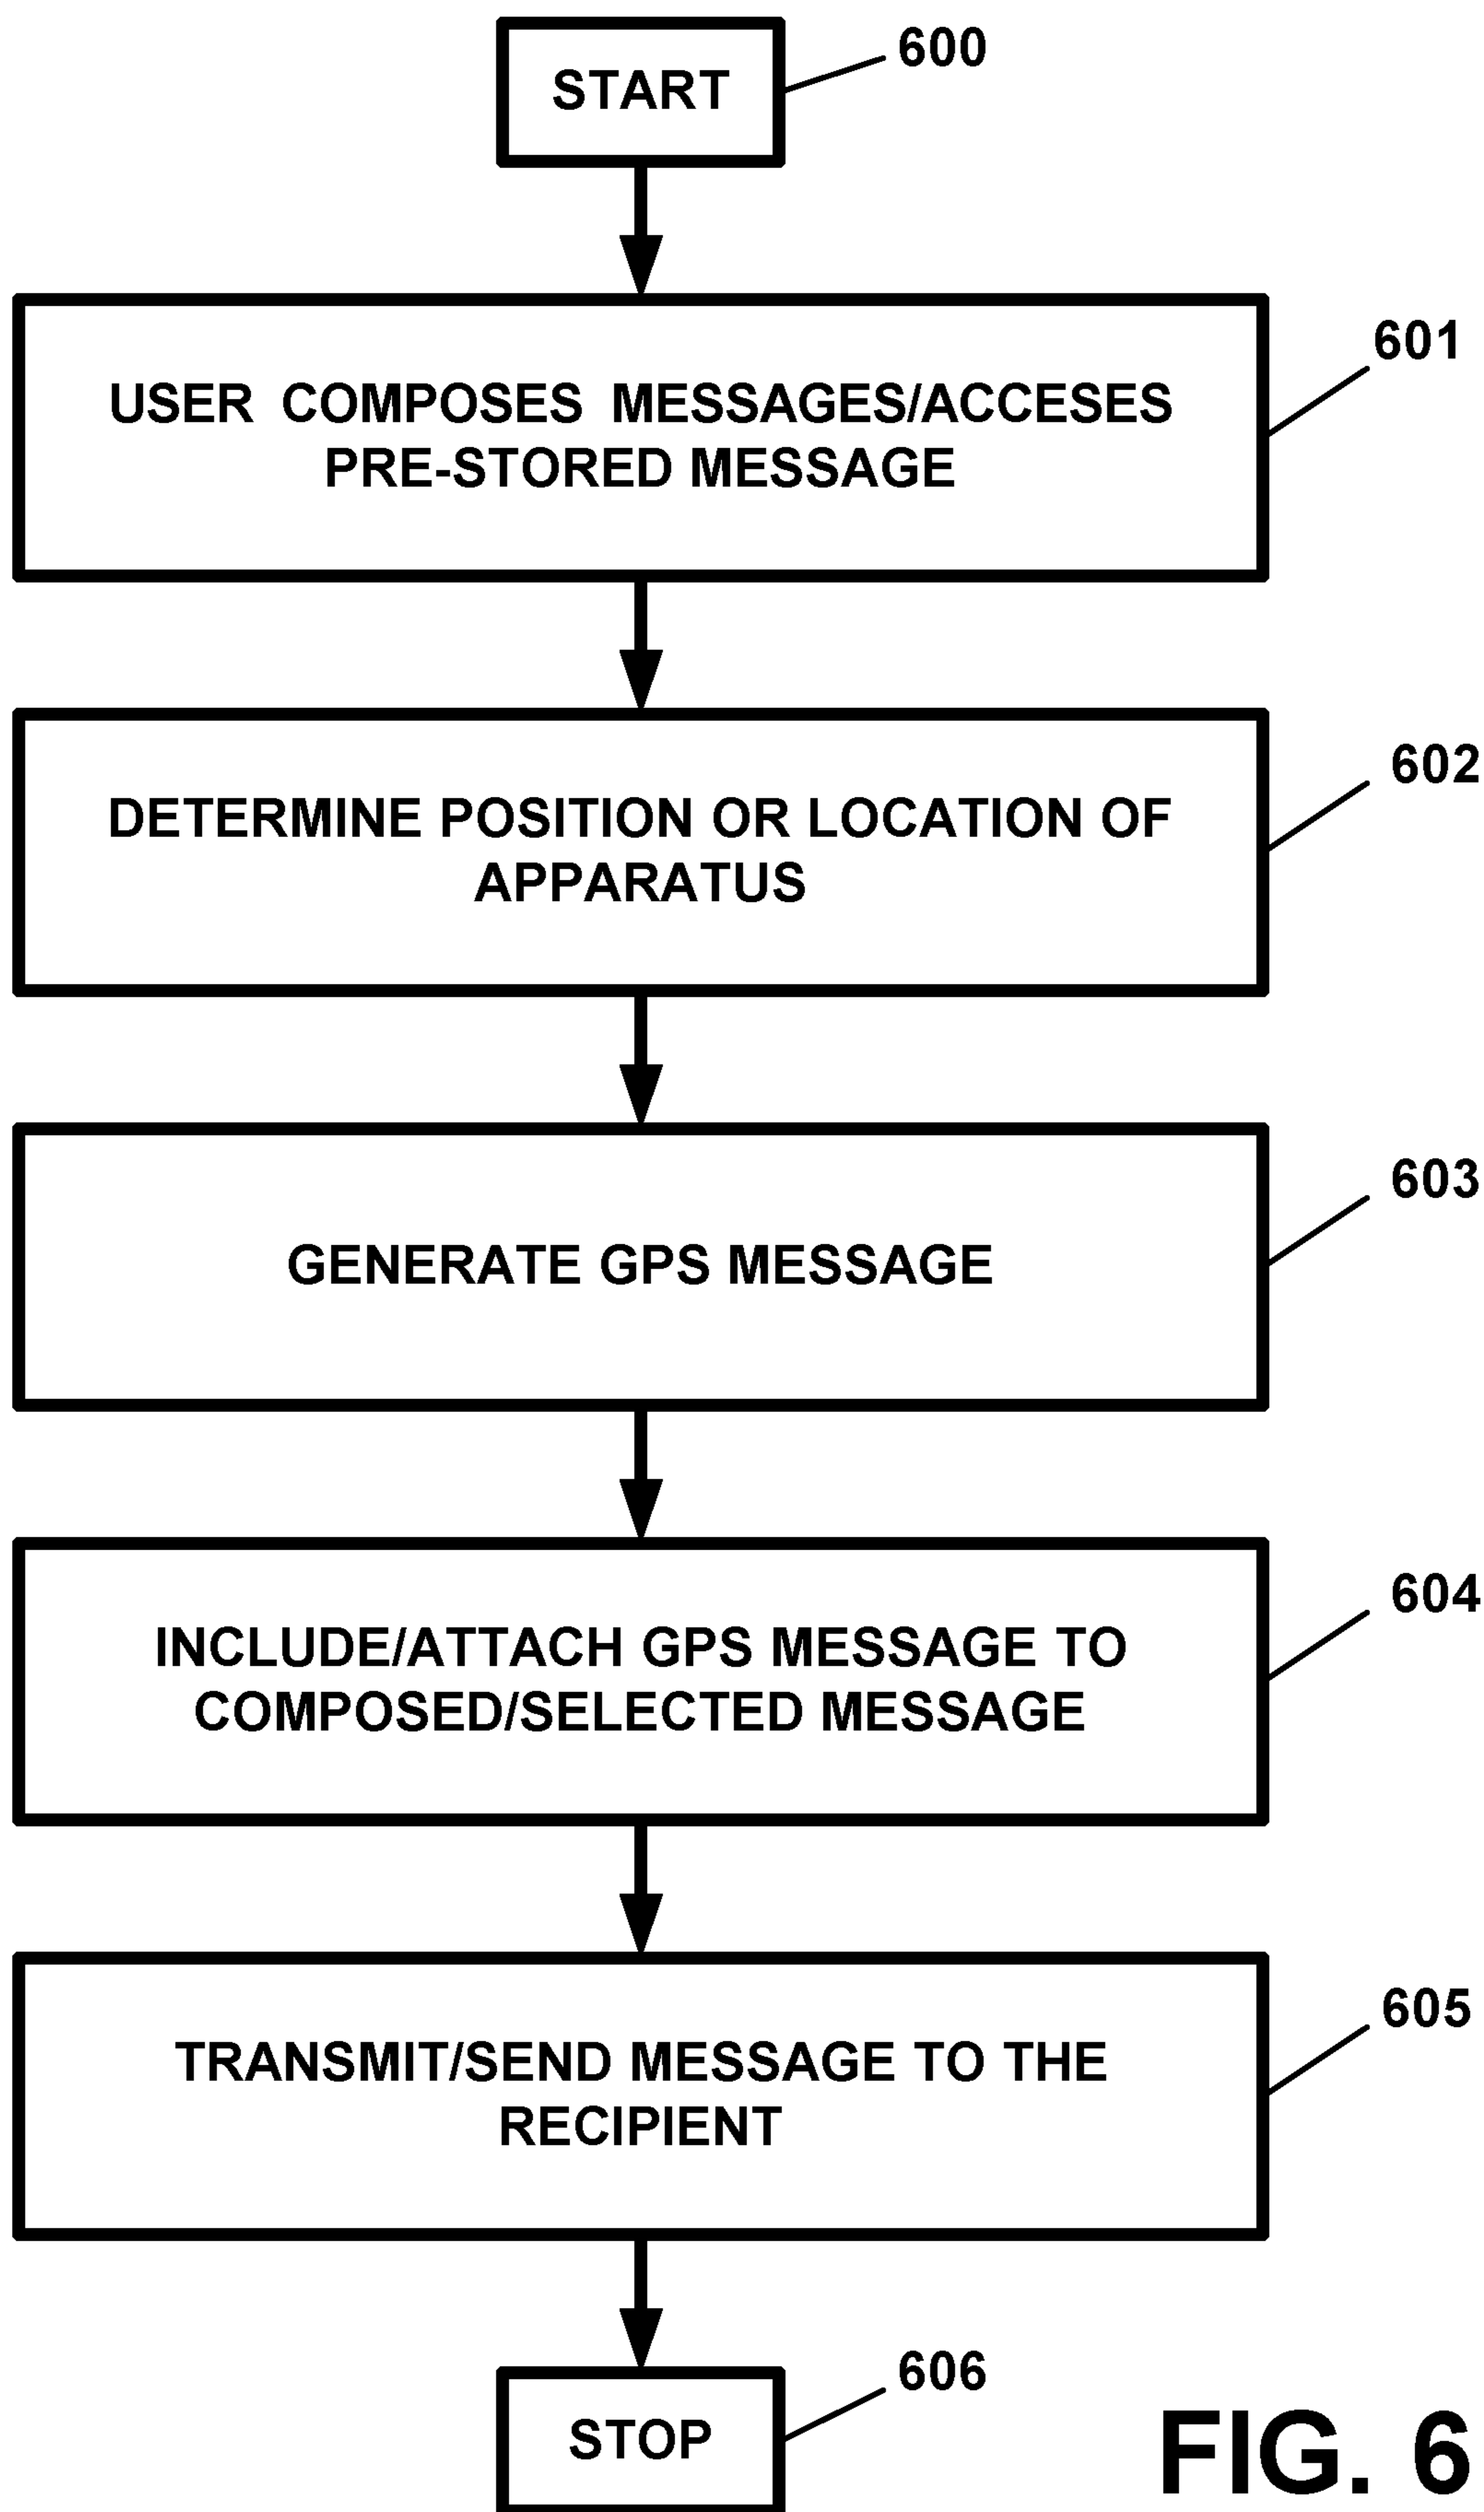 START
600
USER COMPOSES MESSAGES/ACCESES
PRE-STORED MESSAGE
601
DETERMINE POSITION OR LOCATION OF
APPARATUS
602
GENERATE GPS MESSAGE
603
INCLUDE/ATTACH GPS MESSAGE TO
COMPOSED/SELECTED MESSAGE
604
TRANSMIT/SEND MESSAGE TO THE
RECIPIENT
605
STOP
606
FIG. 6